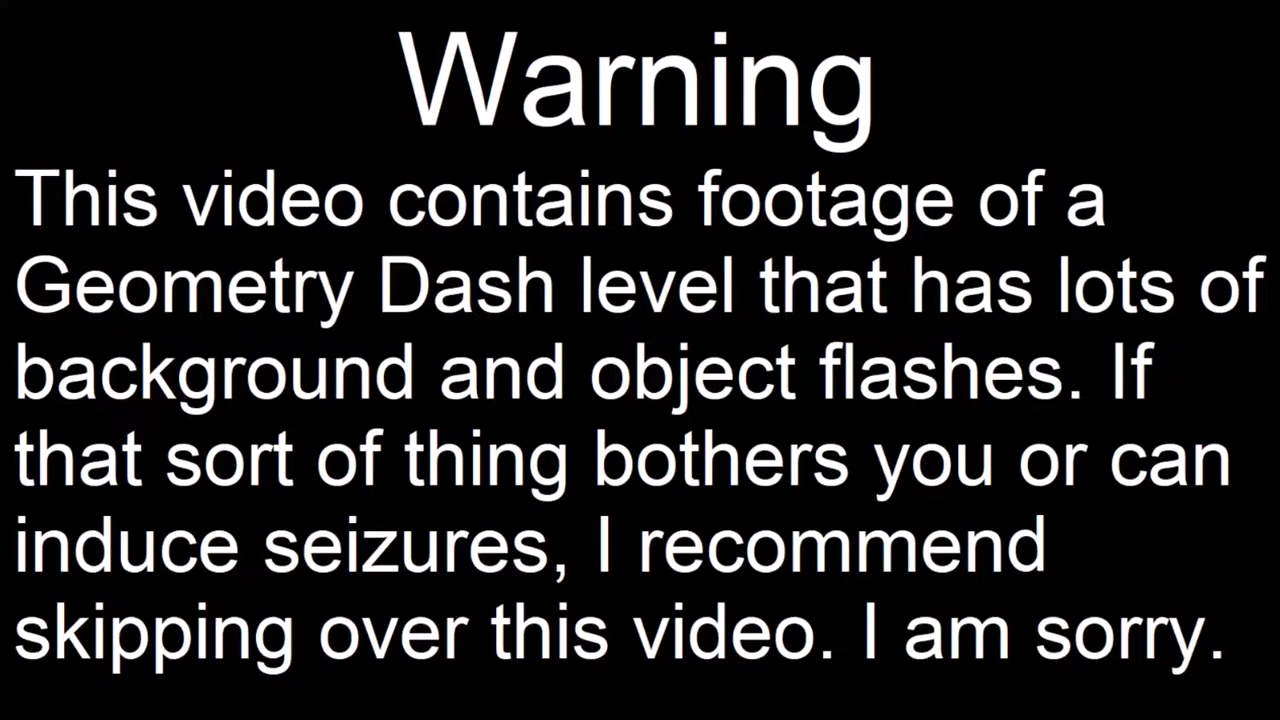 Warning
This video contains footage of a
Geometry Dash level that has lots of
background and object flashes. If
that sort of thing bothers you or can
induce seizures, I recommend
skipping over this video. I am sorry.